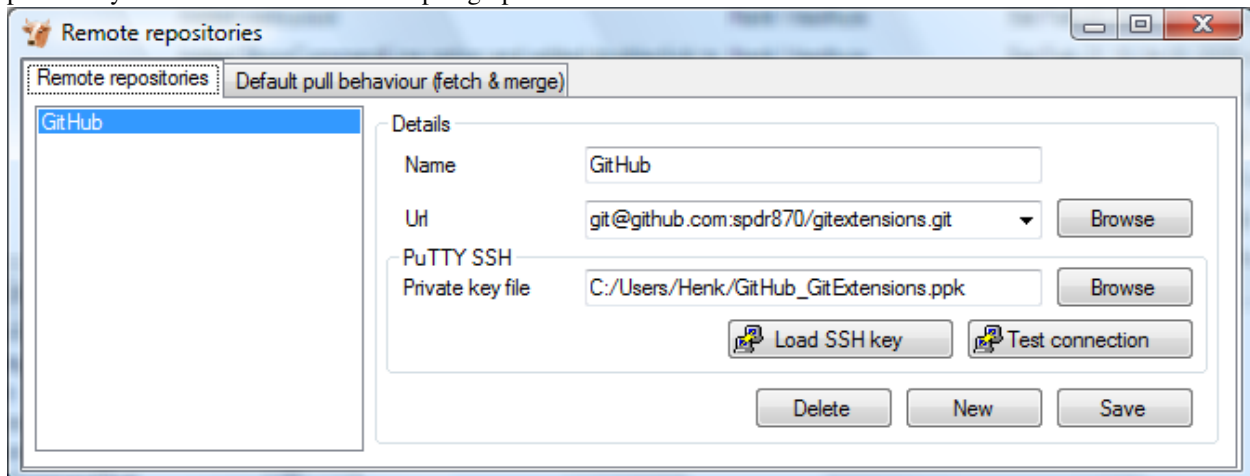 Remote repositories
Remote repositories Default pull behaviour (fetch & merge)
GitHub
Details
Name GitHub
Url git@github.com:spdr870/gitextensions.git Browse
PuTTY SSH
Private key file C:/Users/Henk/GitHub_GitExtensions.ppk Browse
Load SSH key Test connection
Delete New Save